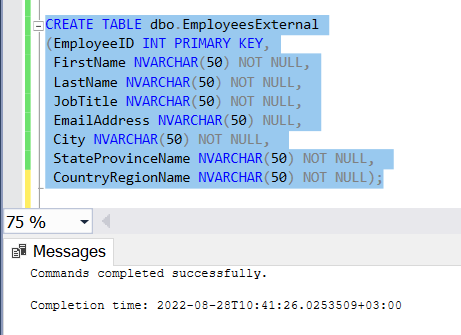 CREATE TABLE dbo.EmployeesExternal
(EmployeeID INT PRIMARY KEY,
FirstName NVARCHAR(50) NOT NULL,
LastName NVARCHAR(50) NOT NULL,
JobTitle NVARCHAR(50) NOT NULL,
EmailAddress NVARCHAR(50) NOT NULL,
City NVARCHAR(50) NOT NULL,
StateProvinceName NVARCHAR(50) NOT NULL,
CountryRegionName NVARCHAR(50) NOT NULL);
75 %
Messages
Commands completed successfully.
Completion time: 2022-08-28T10:41:26.0253509+03:00